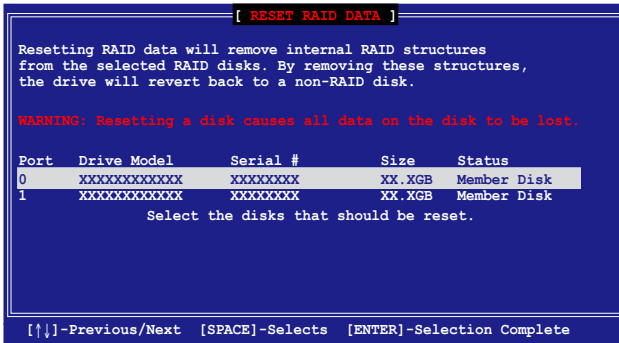 [ RESET RAID DATA ]
Resetting RAID data will remove internal RAID structures
from the selected RAID disks. By removing these structures,
the drive will revert back to a non-RAID disk.
WARNING: Resetting a disk causes all data on the disk to be lost.
Port Drive Model Serial # Size Status
0 XXXXXXXXXXXX XXXXXXXX XX.XGB Member Disk
1 XXXXXXXXXXXX XXXXXXXX XX.XGB Member Disk
Select the disks that should be reset.
[↑↓]-Previous/Next [SPACE]-Selects [ENTER]-Selection Complete